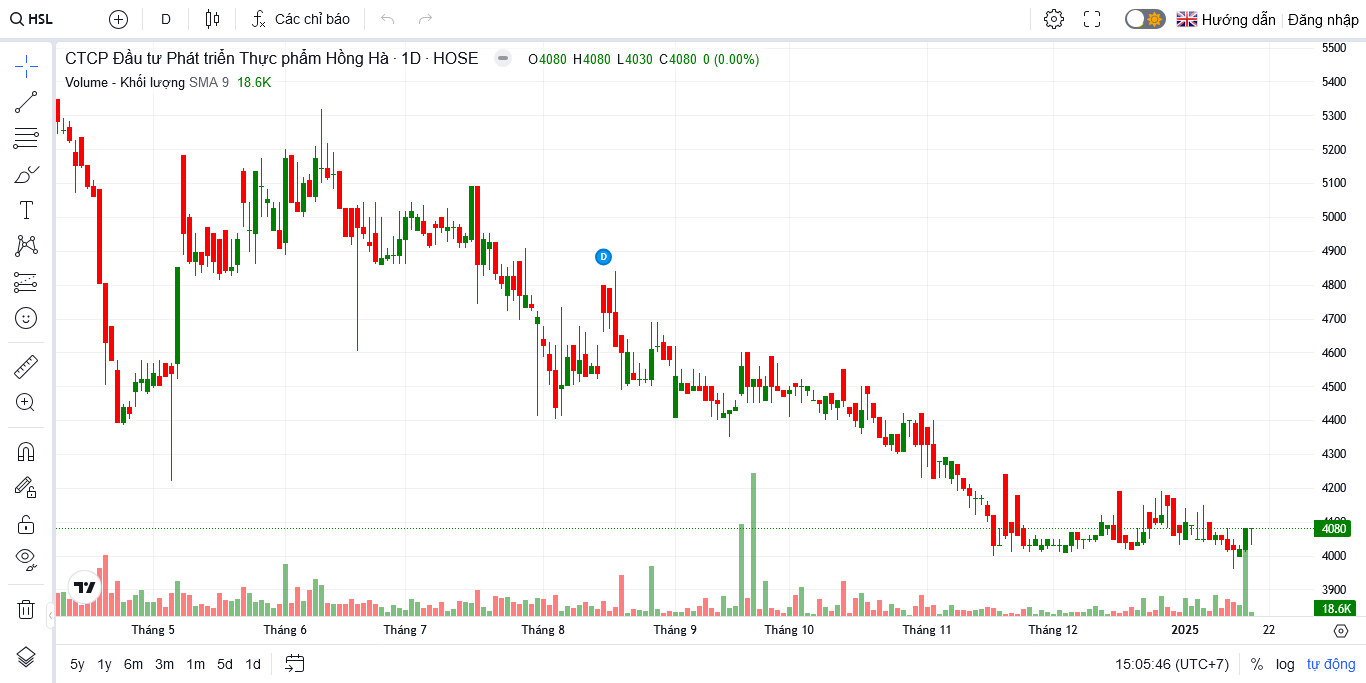 HSL D Các chỉ báo Hướng dẫn Đăng nhập
CTCP Đầu tư Phát triển Thực phẩm Hồng Hà · 1D · HOSE O4080 H4080 L4030 C4080 0 (0.00%)
Volume - Khối lượng SMA 9 18.6K
5500
5400
5300
5200
5100
5000
4900
D
4800
4700
4600
4500
4400
4300
4200
4100
4080
4000
3900
18.6K
Tháng 5 Tháng 6 Tháng 7 Tháng 8 Tháng 9 Tháng 10 Tháng 11 Tháng 12 2025 22
5y 1y 6m 3m 1m 5d 1d 15:05:46 (UTC+7) % log tự động